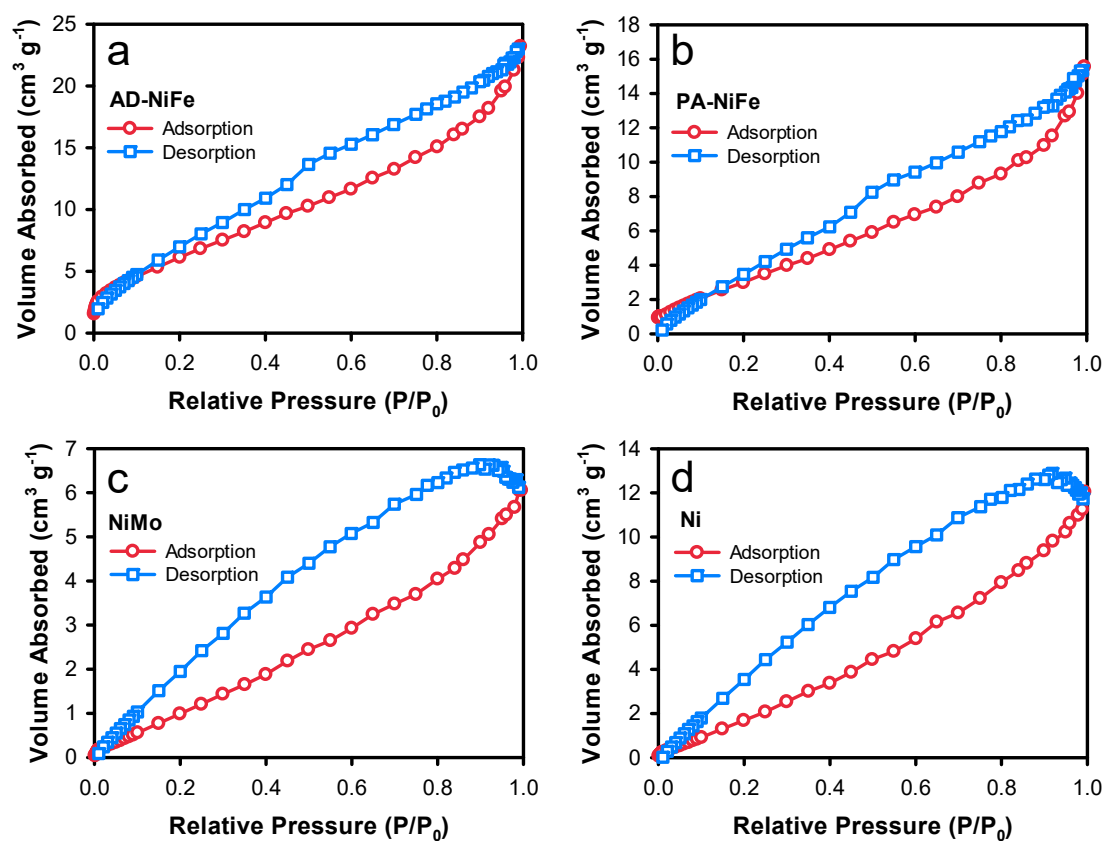 a
AD-NiFe
Adsorption
Desorption
Volume Absorbed (cm³ g⁻¹)
25
20
15
10
5
0
0.0 0.2 0.4 0.6 0.8 1.0
Relative Pressure (P/P₀)
b
PA-NiFe
Adsorption
Desorption
Volume Absorbed (cm³ g⁻¹)
18
16
14
12
10
8
6
4
2
0
0.0 0.2 0.4 0.6 0.8 1.0
Relative Pressure (P/P₀)
c
NiMo
Adsorption
Desorption
Volume Absorbed (cm³ g⁻¹)
7
6
5
4
3
2
1
0
0.0 0.2 0.4 0.6 0.8 1.0
Relative Pressure (P/P₀)
d
Ni
Adsorption
Desorption
Volume Absorbed (cm³ g⁻¹)
14
12
10
8
6
4
2
0
0.0 0.2 0.4 0.6 0.8 1.0
Relative Pressure (P/P₀)